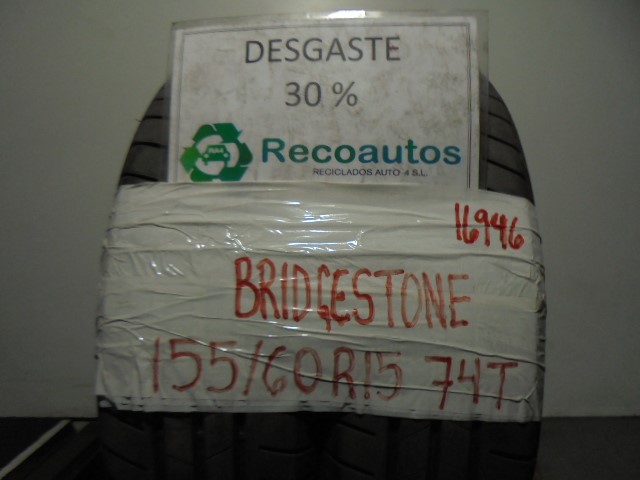 DESGASTE
30 %
Recoautos
RECICLADOS AUTO 4 S.L.
16946
BRIDGESTONE
155/60R15 74T